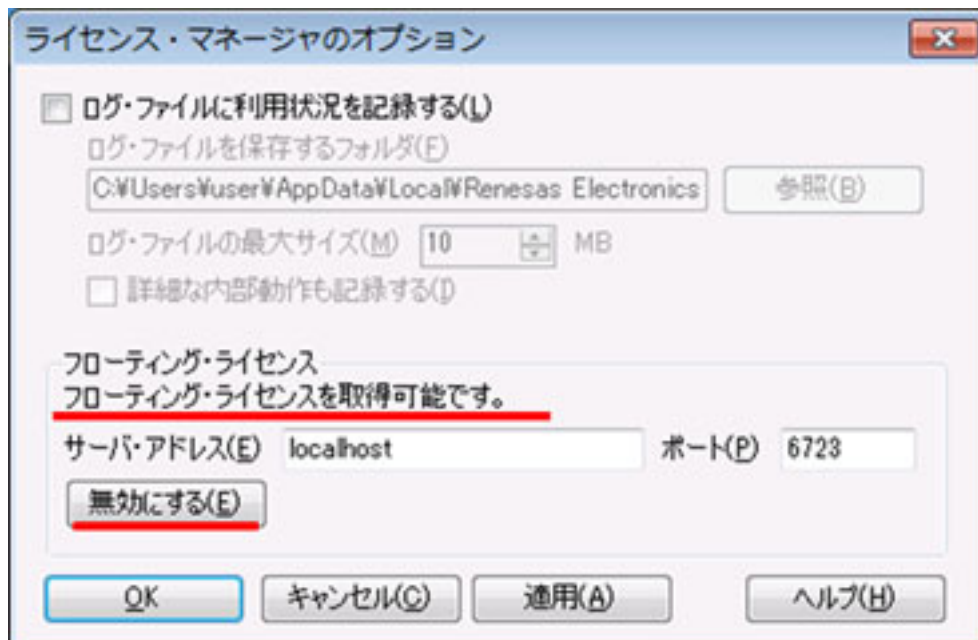 ライセンス・マネージャのオプション
ログ・ファイルに利用状況を記録する(L)
ログ・ファイルを保存するフォルダ(F)
C:¥Users¥user¥AppData¥Local¥Renesas Electronics 参照(B)
ログ・ファイルの最大サイズ(M) 10 MB
詳細な内部動作も記録する(I)
フローティング・ライセンス
フローティング・ライセンスを取得可能です。
サーバ・アドレス(E) localhost ポート(P) 6723
無効にする(E)
OK キャンセル(C) 適用(A) ヘルプ(H)